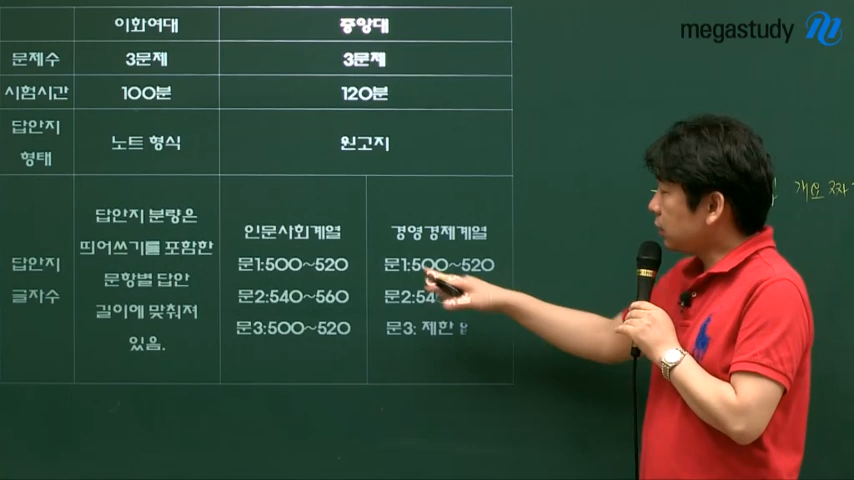 megastudy
이화여대 중앙대
문제수 3문제 3문제
시험시간 100분 120분
답안지
형태
노트 형식 원고지
답안지
글자수
답안지 분량은
띄어쓰기를 포함한
문항별 답안
길이에 맞춰져
있음.
인문사회계열
문1:500~520
문2:540~560
문3:500~520
경영경제계열
문1:500~520
문2:54
문3: 제한
개요 짜